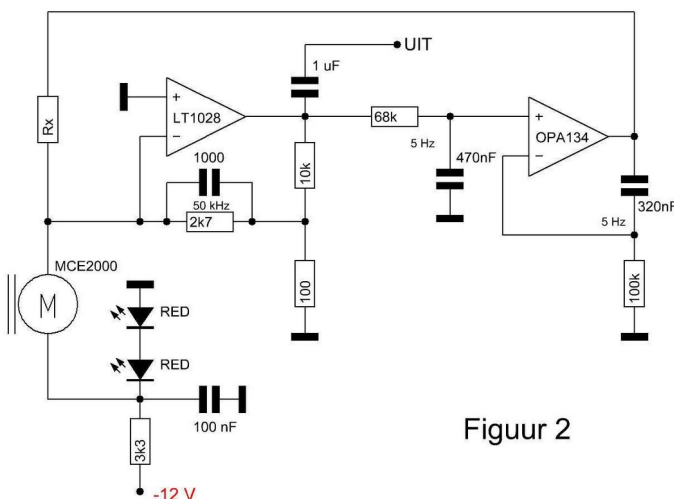 UIT
1 uF
+
LT1028
−
Rx
68k
5 Hz
470nF
+
OPA134
−
320nF
5 Hz
100k
1000
50 kHz
2k7
10k
100
MCE2000
M
RED
RED
100 nF
3k3
-12 V
Figuur 2